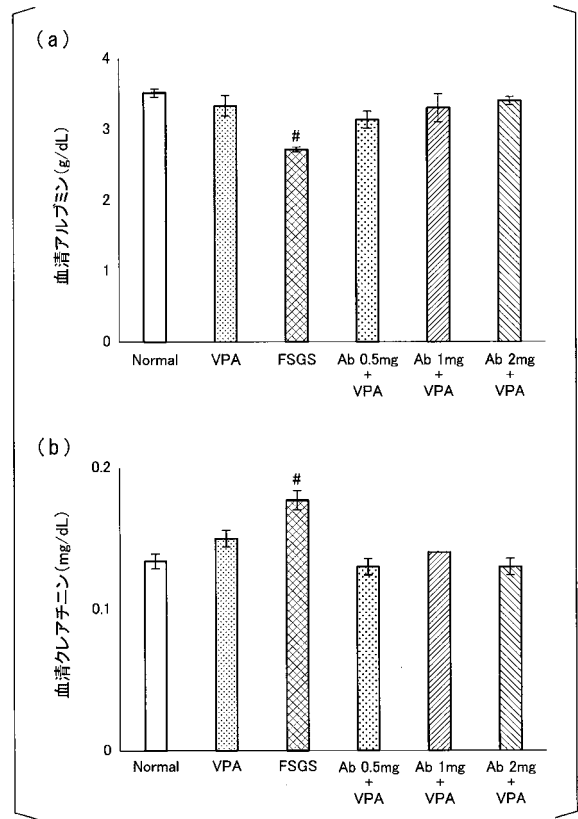 (a)
血清アルブミン(g/dL)
4
3
2
1
0
#
Normal VPA FSGS Ab 0.5mg Ab 1mg Ab 2mg
+ + +
VPA VPA VPA
(b)
血清クレアチニン(mg/dL)
0.2
0.1
0
#
Normal VPA FSGS Ab 0.5mg Ab 1mg Ab 2mg
+ + +
VPA VPA VPA